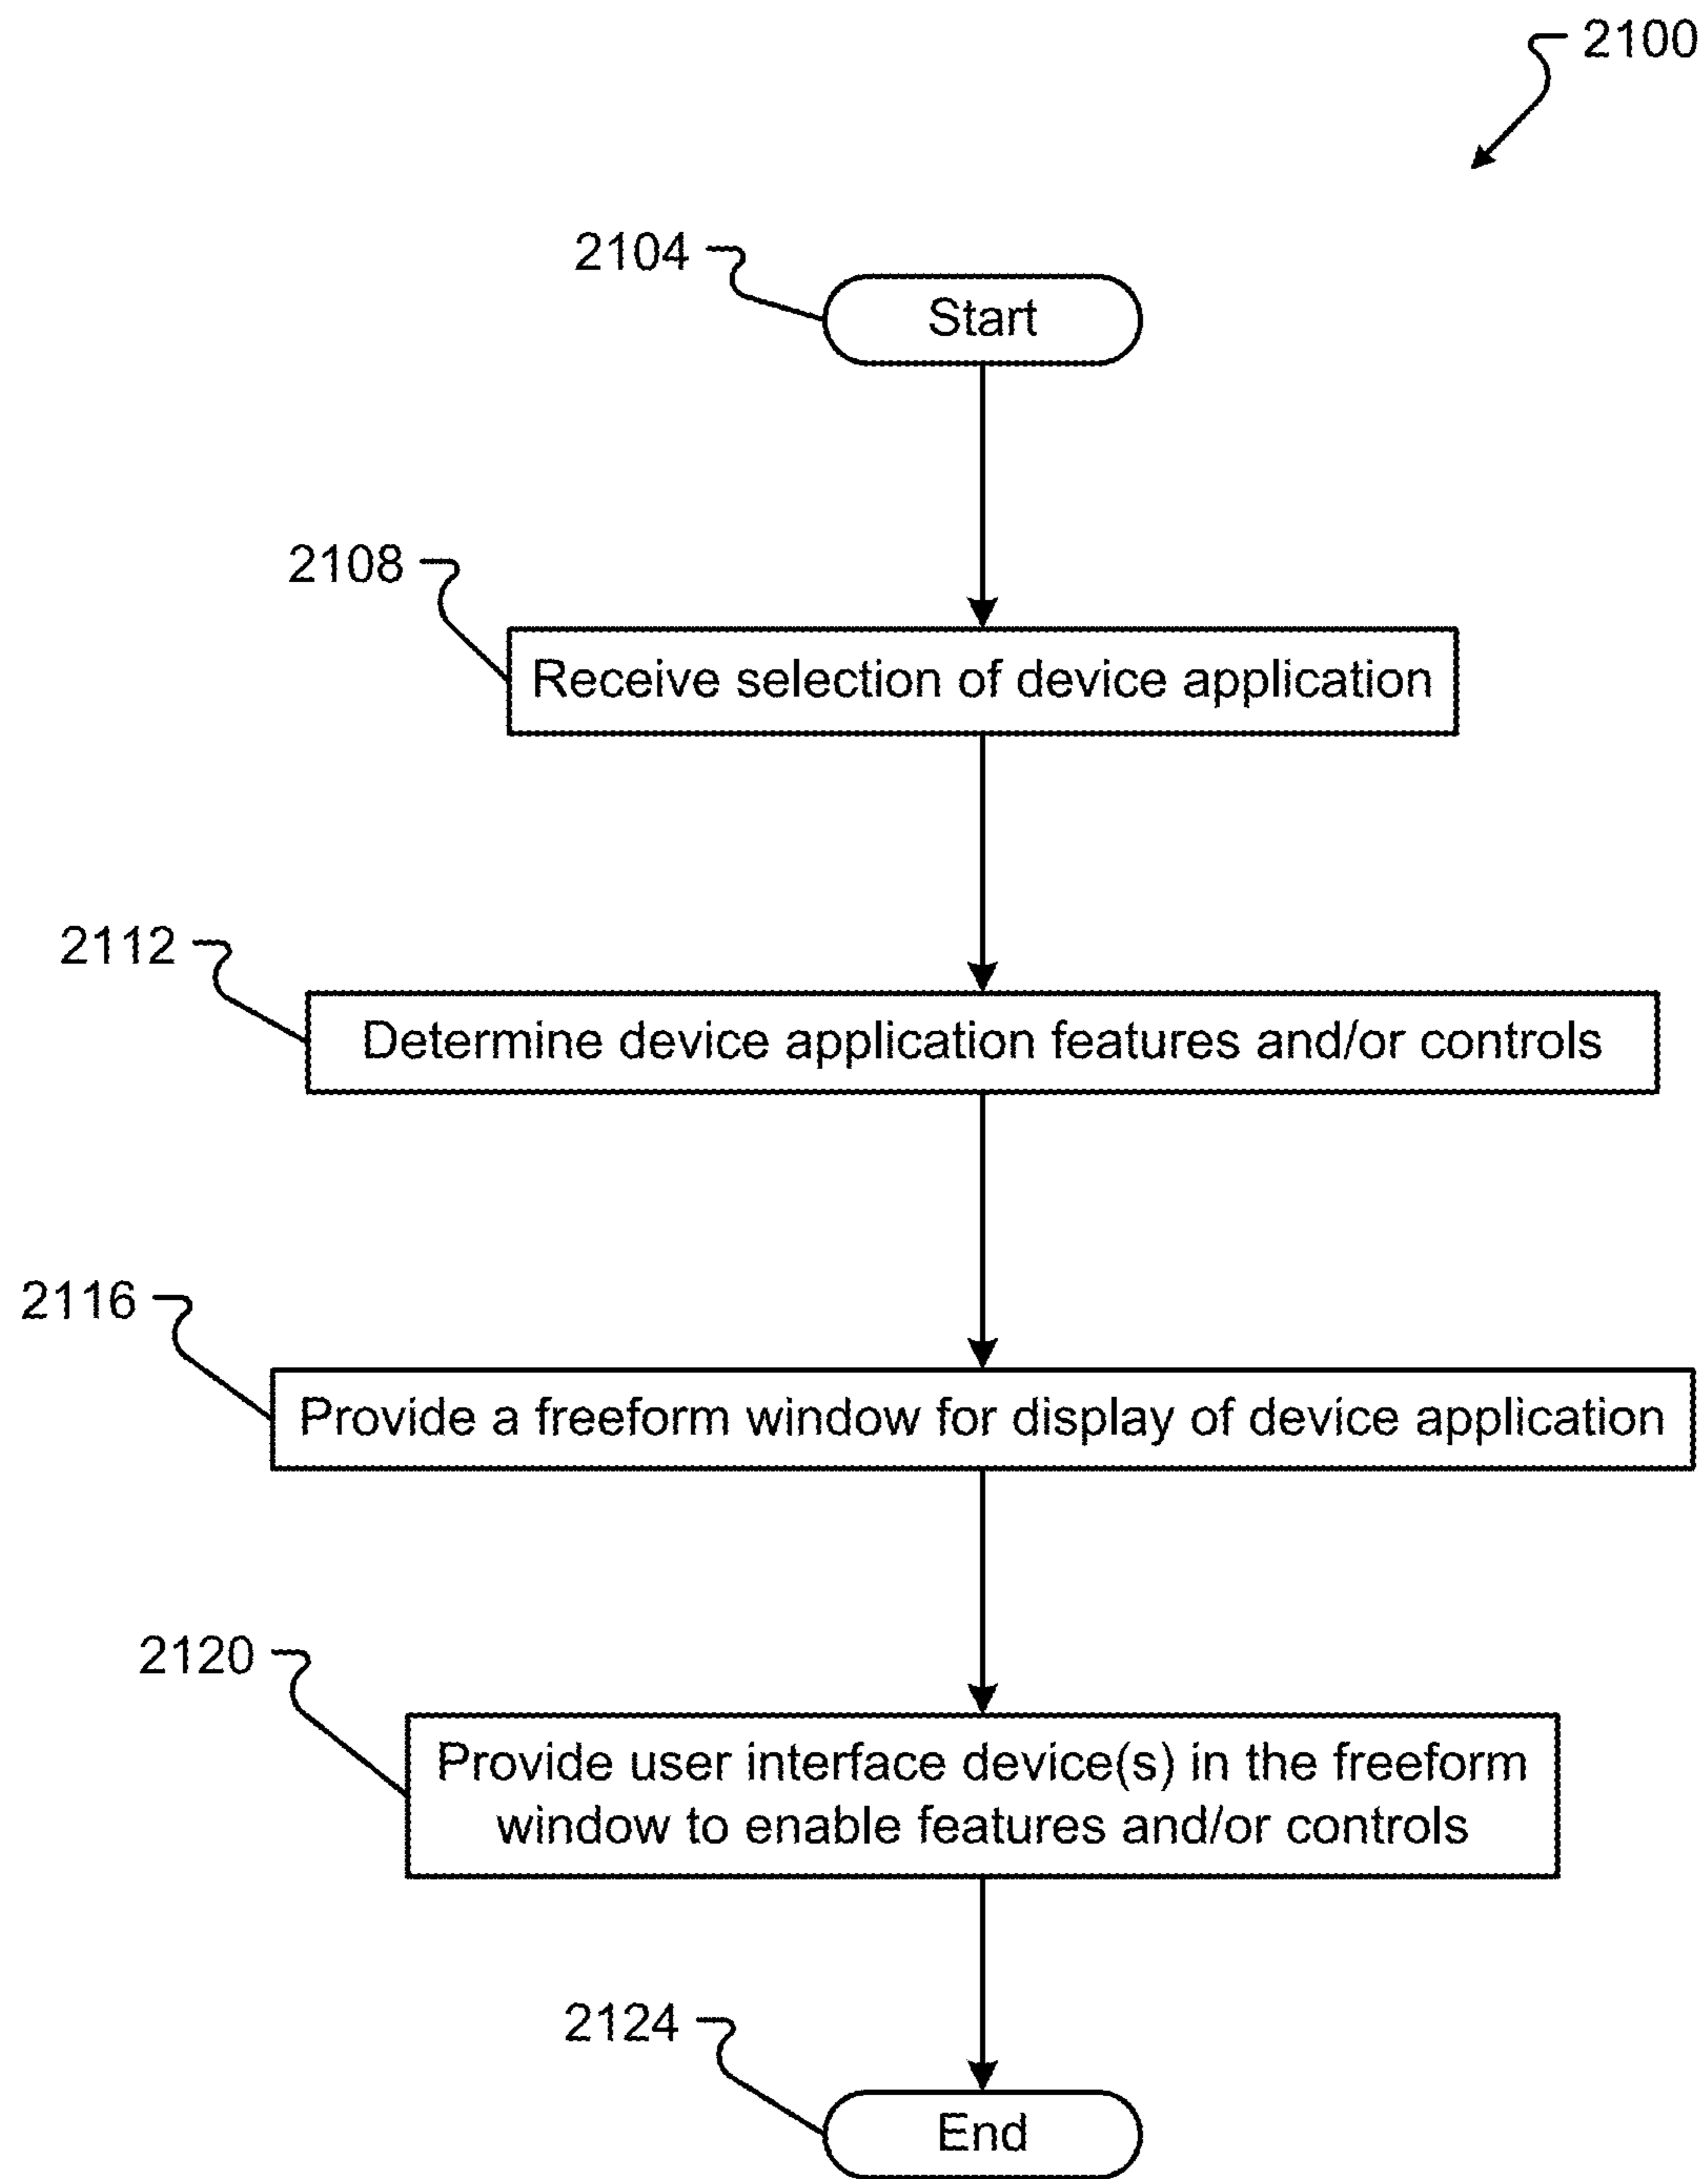 2100
2104
Start
2108
Receive selection of device application
2112
Determine device application features and/or controls
2116
Provide a freeform window for display of device application
2120
Provide user interface device(s) in the freeform
window to enable features and/or controls
2124
End